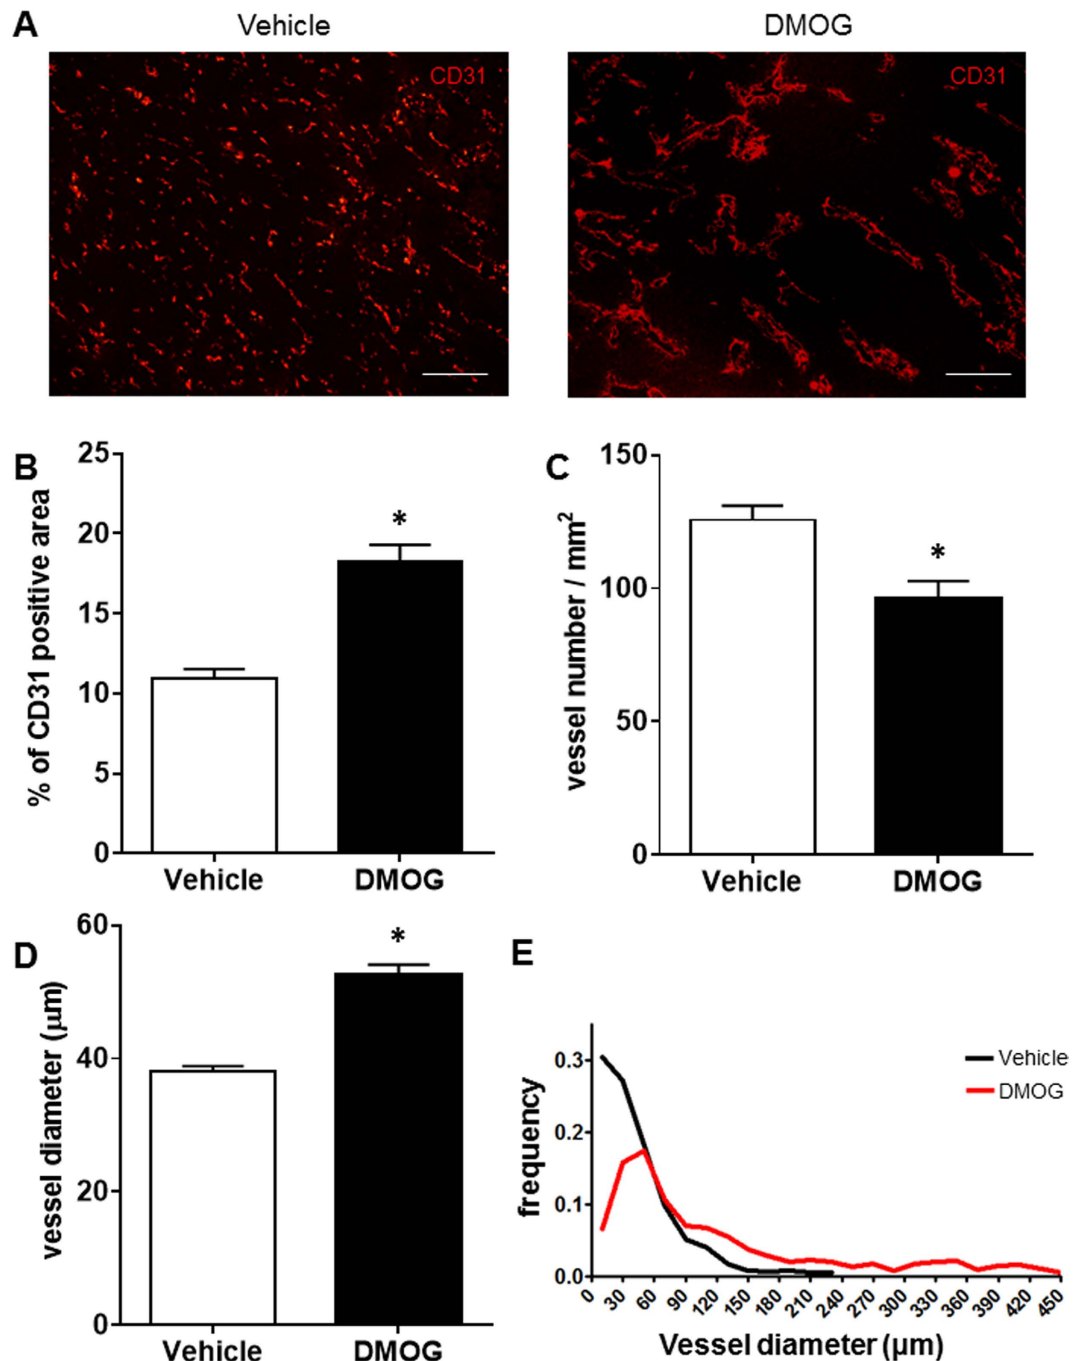 A
Vehicle
DMOG
CD31
CD31
B
% of CD31 positive area
25
20
15
10
5
0
*
Vehicle
DMOG
C
vessel number / mm²
150
100
50
0
*
Vehicle
DMOG
D
vessel diameter (µm)
60
40
20
0
*
Vehicle
DMOG
E
frequency
0.3
0.2
0.1
0.0
Vehicle
DMOG
0 30 60 90 120 150 180 210 240 270 300 330 360 390 420 450
Vessel diameter (µm)